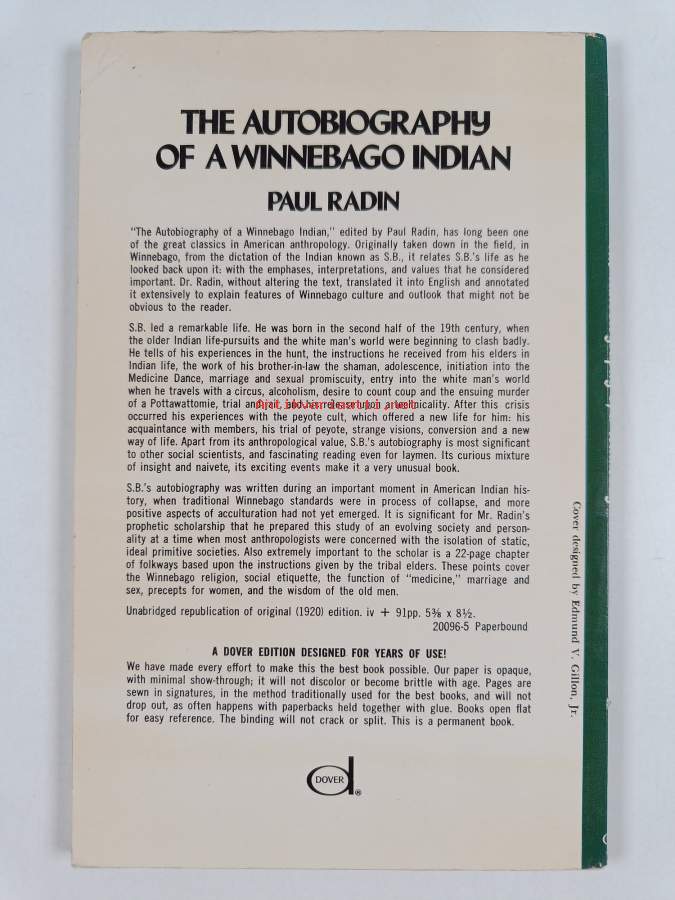 THE AUTOBIOGRAPHY
OF A WINNEBAGO INDIAN
PAUL RADIN
"The Autobiography of a Winnebago Indian," edited by Paul Radin, has long been one
of the great classics in American anthropology. Originally taken down in the field, in
Winnebago, from the dictation of the Indian known as S.B., it relates S.B.'s life as he
looked back upon it: with the emphases, interpretations, and values that he considered
important. Dr. Radin, without altering the text, translated it into English and annotated
it extensively to explain features of Winnebago culture and outlook that might not be
obvious to the reader.
S.B. led a remarkable life. He was born in the second half of the 19th century, when
the older Indian life-pursuits and the white man's world were beginning to clash badly.
He tells of his experiences in the hunt, the instructions he received from his elders in
Indian life, the work of his brother-in-law the shaman, adolescence, initiation into the
Medicine Dance, marriage and sexual promiscuity, entry into the white man's world
when he travels with a circus, alcoholism, desire to count coup and the ensuing murder
of a Pottawattomie, trial and jail, and release on a technicality. After this crisis
occurred his experiences with the peyote cult, which offered a new life for him: his
acquaintance with members, his trial of peyote, strange visions, conversion and a new
way of life. Apart from its anthropological value, S.B.'s autobiography is most significant
to other social scientists, and fascinating reading even for laymen. Its curious mixture
of insight and naivete, its exciting events make it a very unusual book.
S.B.'s autobiography was written during an important moment in American Indian his-
tory, when traditional Winnebago standards were in process of collapse, and more
positive aspects of acculturation had not yet emerged. It is significant for Mr. Radin's
prophetic scholarship that he prepared this study of an evolving society and person-
ality at a time when most anthropologists were concerned with the isolation of static,
ideal primitive societies. Also extremely important to the scholar is a 22-page chapter
of folkways based upon the instructions given by the tribal elders. These points cover
the Winnebago religion, social etiquette, the function of "medicine," marriage and
sex, precepts for women, and the wisdom of the old men.
Unabridged republication of original (1920) edition. iv + 91pp. 5⅜ x 8½.
20096-5 Paperbound
A DOVER EDITION DESIGNED FOR YEARS OF USE!
We have made every effort to make this the best book possible. Our paper is opaque,
with minimal show-through; it will not discolor or become brittle with age. Pages are
sewn in signatures, in the method traditionally used for the best books, and will not
drop out, as often happens with paperbacks held together with glue. Books open flat
for easy reference. The binding will not crack or split. This is a permanent book.
DOVER
®
Cover designed by Edmund V. Gillon, Jr.